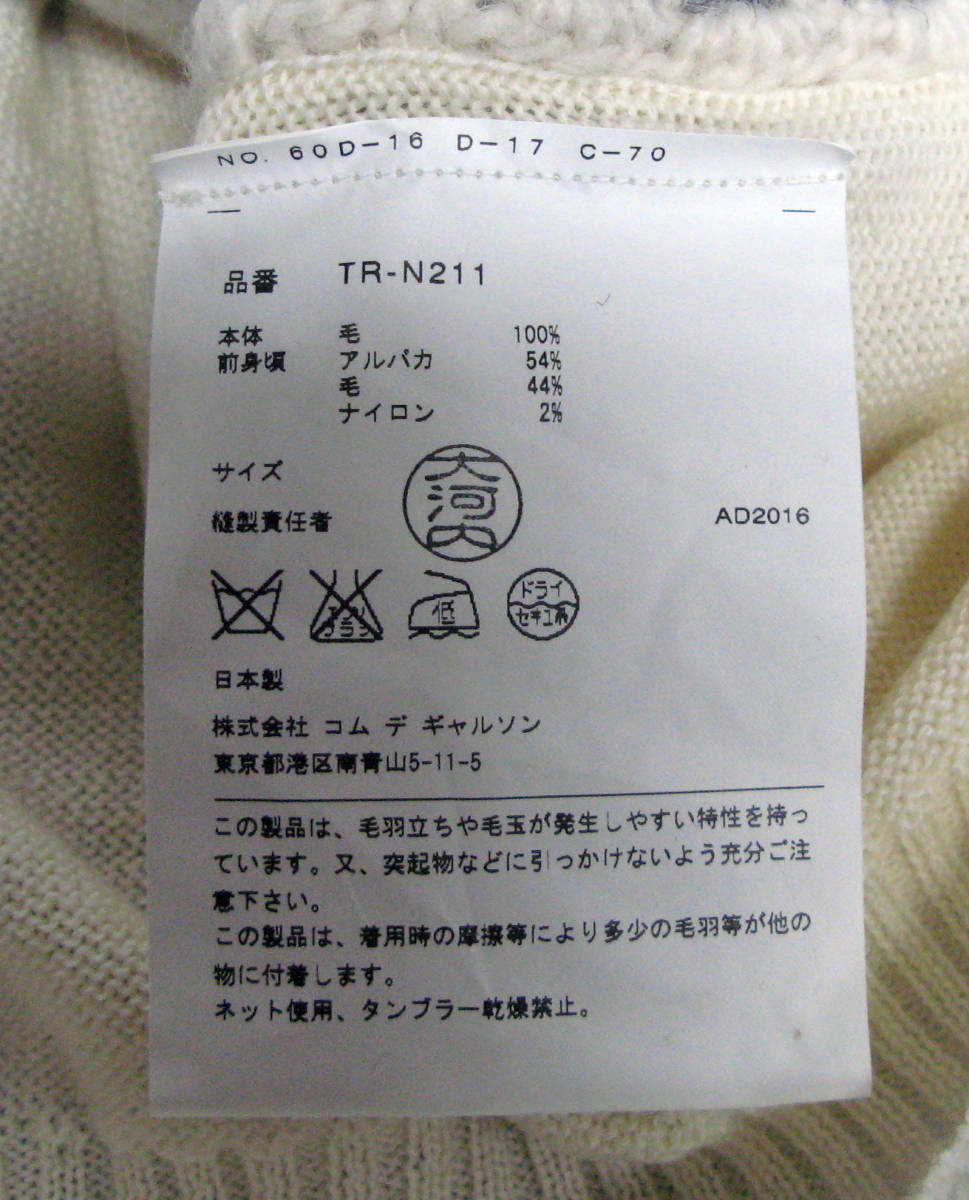 NO. 60D-16 D-17 C-70
品番 TR-N211
本体 毛 100%
前身頃 アルパカ 54%
毛 44%
ナイロン 2%
サイズ
大河内
縫製責任者
AD2016
エンソ
ブラシ
低
ドライ
セキユ系
日本製
株式会社 コム デ ギャルソン
東京都港区南青山5-11-5
この製品は、毛羽立ちや毛玉が発生しやすい特性を持っ
ています。又、突起物などに引っかけないよう充分ご注
意下さい。
この製品は、着用時の摩擦等により多少の毛羽等が他の
物に付着します。
ネット使用、タンブラー乾燥禁止。